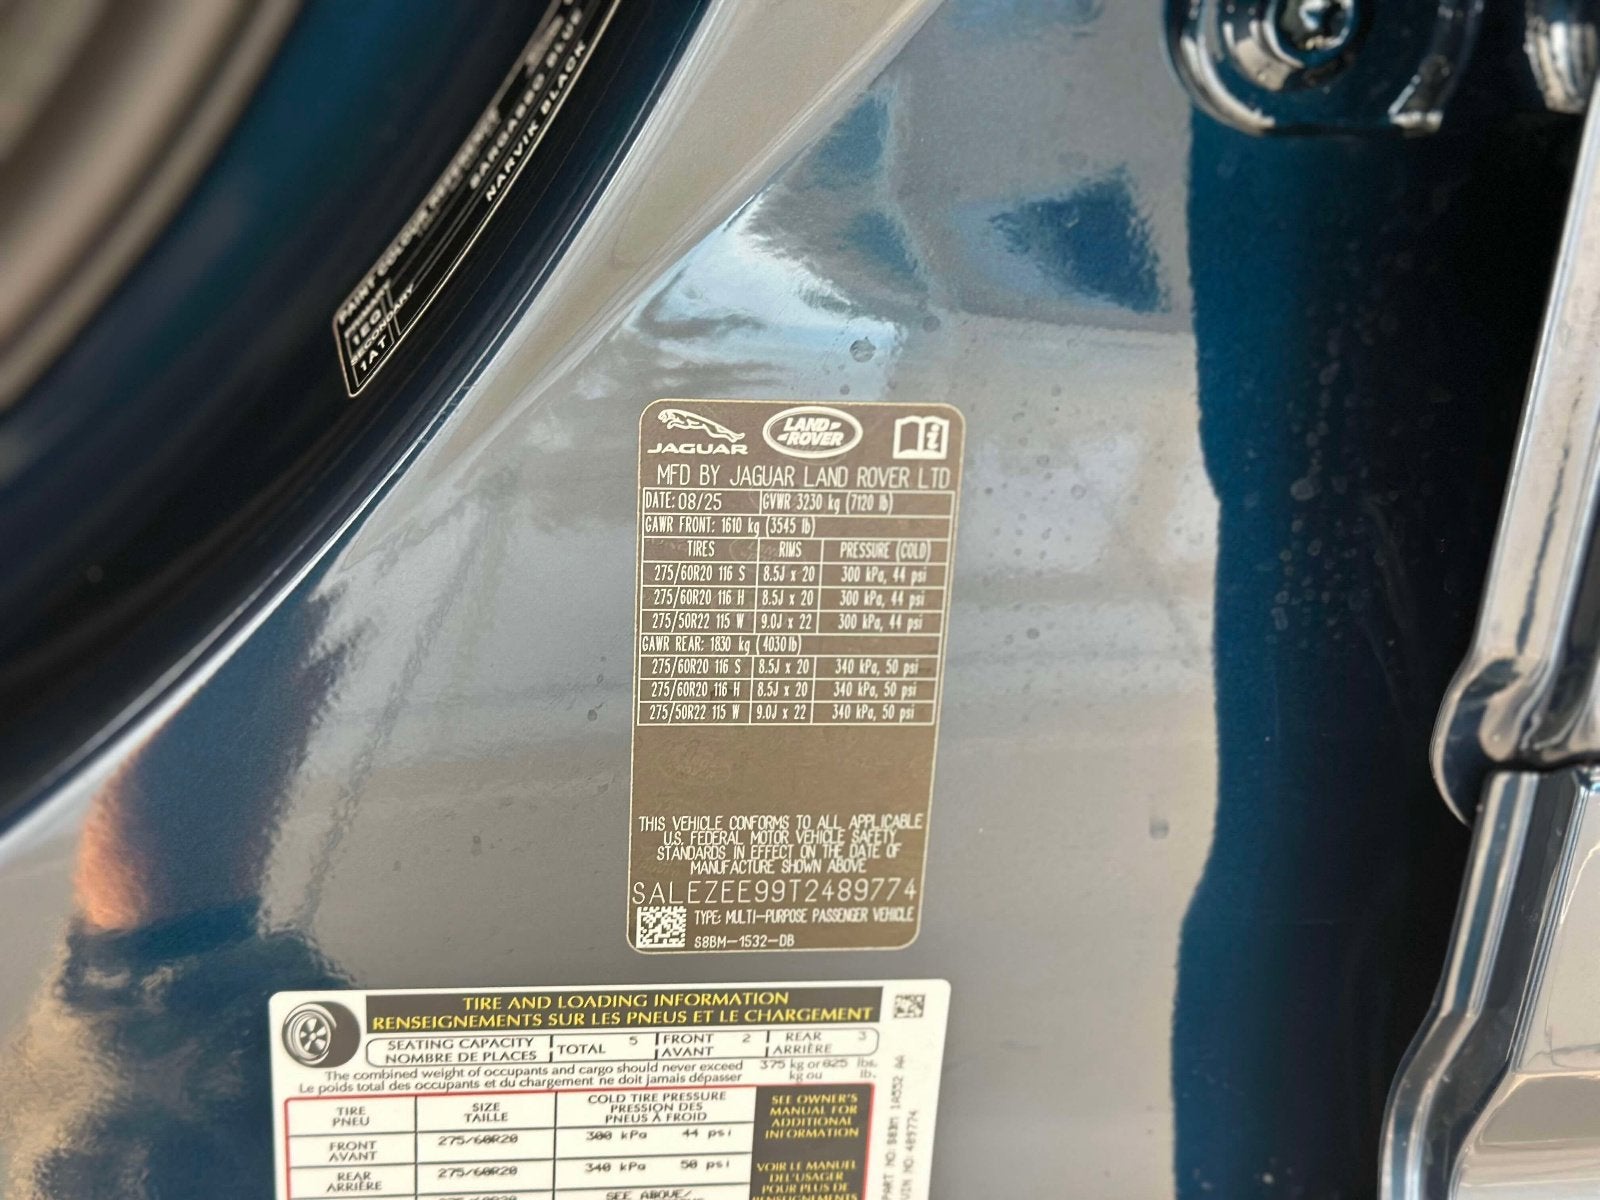 PAINT COLOUR
PRIMARY
1EQ
SARGASSO BLUE
SECONDARY
1AT
NARVIK BLACK
JAGUAR
LAND ROVER
MFD BY JAGUAR LAND ROVER LTD
DATE: 08/25 GVWR 3230 kg (7120 lb)
GAWR FRONT: 1610 kg (3545 lb)
TIRES RIMS PRESSURE (COLD)
275/60R20 116 S 8.5J x 20 300 kPa, 44 psi
275/60R20 116 H 8.5J x 20 300 kPa, 44 psi
275/50R22 115 W 9.0J x 22 300 kPa, 44 psi
GAWR REAR: 1830 kg (4030 lb)
275/60R20 116 S 8.5J x 20 340 kPa, 50 psi
275/60R20 116 H 8.5J x 20 340 kPa, 50 psi
275/50R22 115 W 9.0J x 22 340 kPa, 50 psi
THIS VEHICLE CONFORMS TO ALL APPLICABLE
U.S. FEDERAL MOTOR VEHICLE SAFETY
STANDARDS IN EFFECT ON THE DATE OF
MANUFACTURE SHOWN ABOVE
SALEZEE99T2489774
TYPE: MULTI-PURPOSE PASSENGER VEHICLE
S8BM-1532-DB
TIRE AND LOADING INFORMATION
RENSEIGNEMENTS SUR LES PNEUS ET LE CHARGEMENT
SEATING CAPACITY
NOMBRE DE PLACES
TOTAL 5
FRONT 2
AVANT
REAR 3
ARRIÈRE
The combined weight of occupants and cargo should never exceed 375 kg or 825 lbs.
Le poids total des occupants et du chargement ne doit jamais dépasser kg ou lb.
TIRE
PNEU
SIZE
TAILLE
COLD TIRE PRESSURE
PRESSION DES
PNEUS À FROID
FRONT
AVANT
275/60R20 300 kPa 44 psi
REAR
ARRIÈRE
275/60R20 340 kPa 50 psi
SEE ABOVE/
SEE OWNER'S
MANUAL FOR
ADDITIONAL
INFORMATION
VOIR LE MANUEL
DE L'USAGER
POUR PLUS DE
RENSEIGNEMENTS
PART NO: S8BM 1A552 AA
VIN NO: 489774